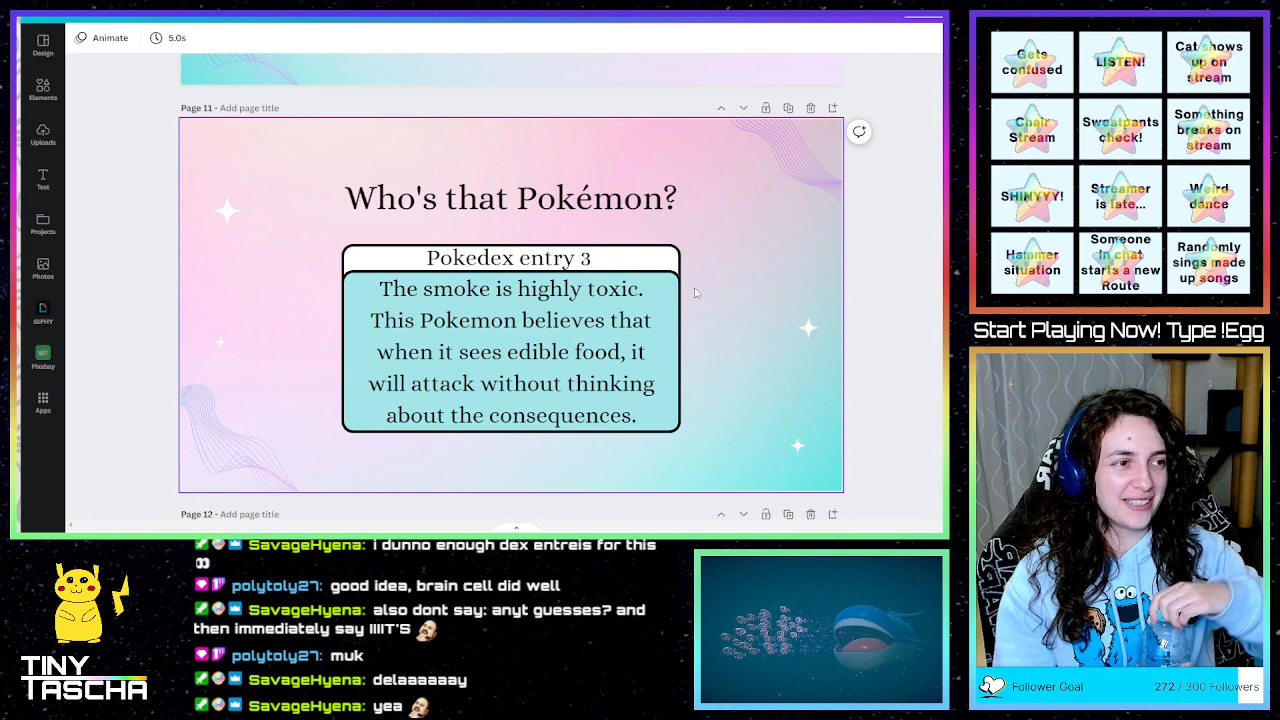 Animate
5.0s
Design
Elements
Uploads
Text
Projects
Photos
GIPHY
Pixabay
Apps
Page 11 - Add page title
Who's that Pokémon?
Pokedex entry 3
The smoke is highly toxic.
This Pokemon believes that
when it sees edible food, it
will attack without thinking
about the consequences.
Page 12 - Add page title
Gets
confused
LISTEN!
Cat shows
up on
stream
Chair
Stream
Sweatpants
check!
Something
breaks on
stream
SHINYYY!
Streamer
is late...
Weird
dance
Hammer
situation
Someone
in chat
starts a new
Route
Randomly
sings made
up songs
Start Playing Now! Type !Egg
SavageHyena: i dunno enough dex entreis for this
polytoly27: good idea, brain cell did well
SavageHyena: also dont say: anyt guesses? and
then immediately say IIIIT'S
polytoly27: muk
SavageHyena: delaaaaaay
SavageHyena: yea
TINY
TASCHA
Follower Goal
272 / 300 Followers